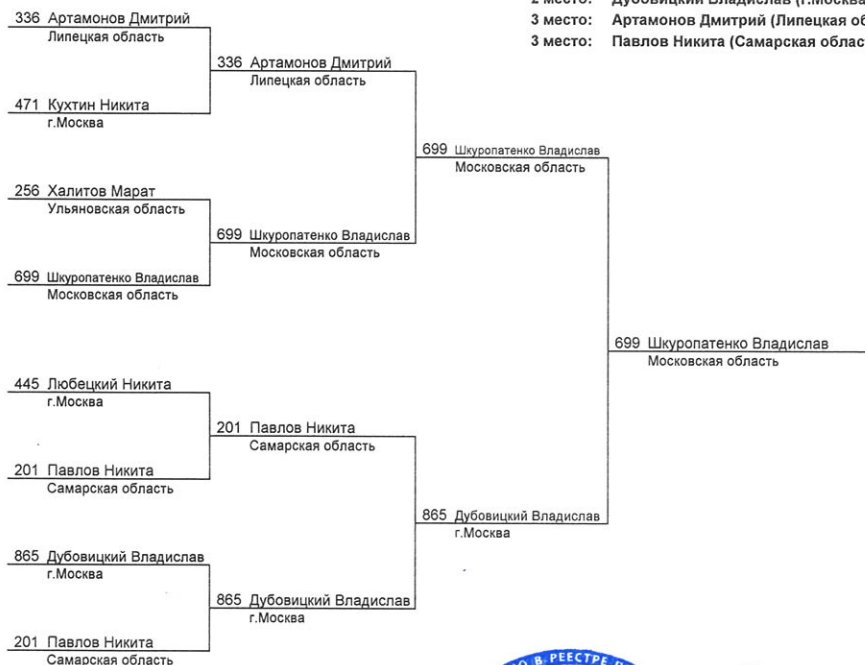 2 место: Дубовицкий Владислав (г.Москва
3 место: Артамонов Дмитрий (Липецкая об
3 место: Павлов Никита (Самарская облас
336 Артамонов Дмитрий
Липецкая область
336 Артамонов Дмитрий
Липецкая область
471 Кухтин Никита
г.Москва
699 Шкуропатенко Владислав
Московская область
256 Халитов Марат
Ульяновская область
699 Шкуропатенко Владислав
Московская область
699 Шкуропатенко Владислав
Московская область
699 Шкуропатенко Владислав
Московская область
445 Любецкий Никита
г.Москва
201 Павлов Никита
Самарская область
201 Павлов Никита
Самарская область
865 Дубовицкий Владислав
г.Москва
865 Дубовицкий Владислав
г.Москва
865 Дубовицкий Владислав
г.Москва
201 Павлов Никита
Самарская область
В РЕЕСТРЕ